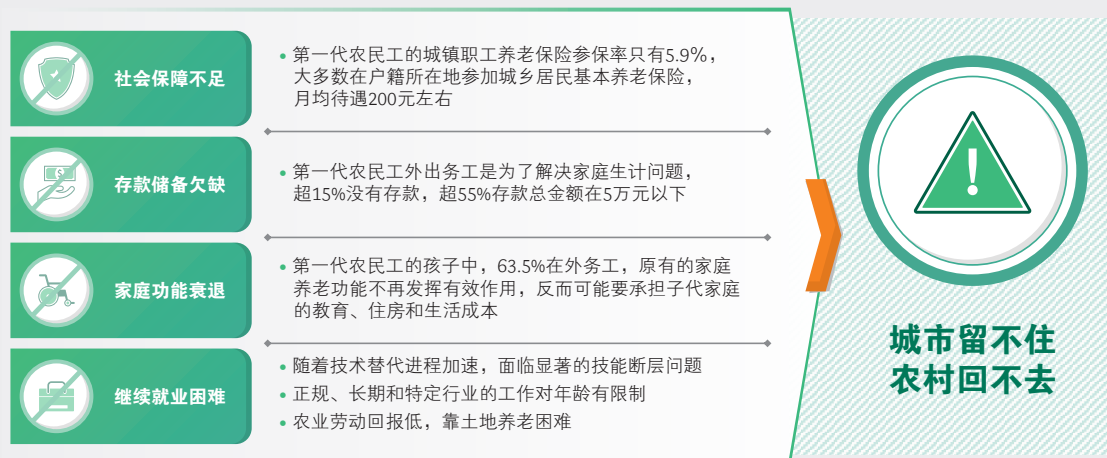 社会保障不足
第一代农民工的城镇职工养老保险参保率只有5.9%，
大多数在户籍所在地参加城乡居民基本养老保险，
月均待遇200元左右
存款储备欠缺
第一代农民工外出务工是为了解决家庭生计问题，
超15%没有存款，超55%存款总金额在5万元以下
家庭功能衰退
第一代农民工的孩子中，63.5%在外务工，原有的家庭
养老功能不再发挥有效作用，反而可能要承担子代家庭
的教育、住房和生活成本
继续就业困难
随着技术替代进程加速，面临显著的技能断层问题
正规、长期和特定行业的工作对年龄有限制
农业劳动回报低，靠土地养老困难
城市留不住
农村回不去